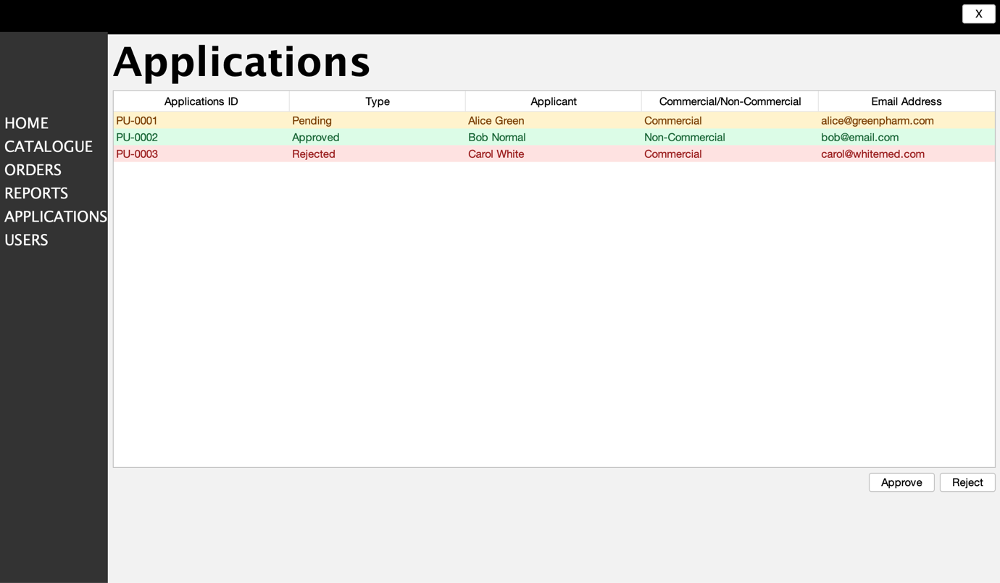 X
Applications
HOME
CATALOGUE
ORDERS
REPORTS
APPLICATIONS
USERS
Applications ID Type Applicant Commercial/Non-Commercial Email Address
PU-0001 Pending Alice Green Commercial alice@greenpharm.com
PU-0002 Approved Bob Normal Non-Commercial bob@email.com
PU-0003 Rejected Carol White Commercial carol@whitemed.com
Approve Reject